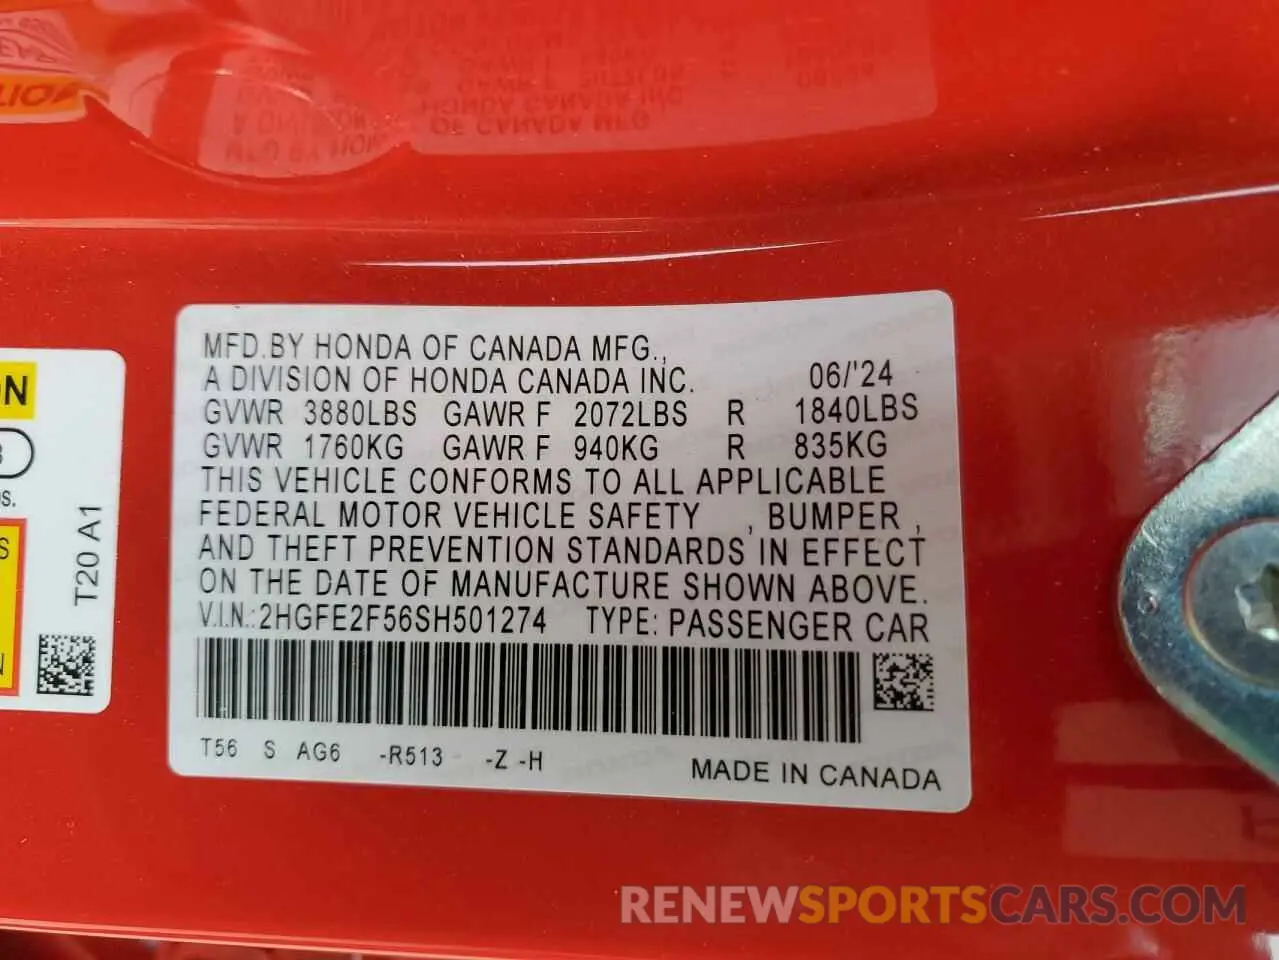 MFD.BY HONDA OF CANADA MFG.,
A DIVISION OF HONDA CANADA INC. 06/'24
GVWR 3880LBS GAWR F 2072LBS R 1840LBS
GVWR 1760KG GAWR F 940KG R 835KG
THIS VEHICLE CONFORMS TO ALL APPLICABLE
FEDERAL MOTOR VEHICLE SAFETY , BUMPER ,
AND THEFT PREVENTION STANDARDS IN EFFECT
ON THE DATE OF MANUFACTURE SHOWN ABOVE.
V.I.N.:2HGFE2F56SH501274 TYPE: PASSENGER CAR
T56 S AG6 -R513 -Z -H
MADE IN CANADA
T20 A1
RENEWSPORTSCARS.COM